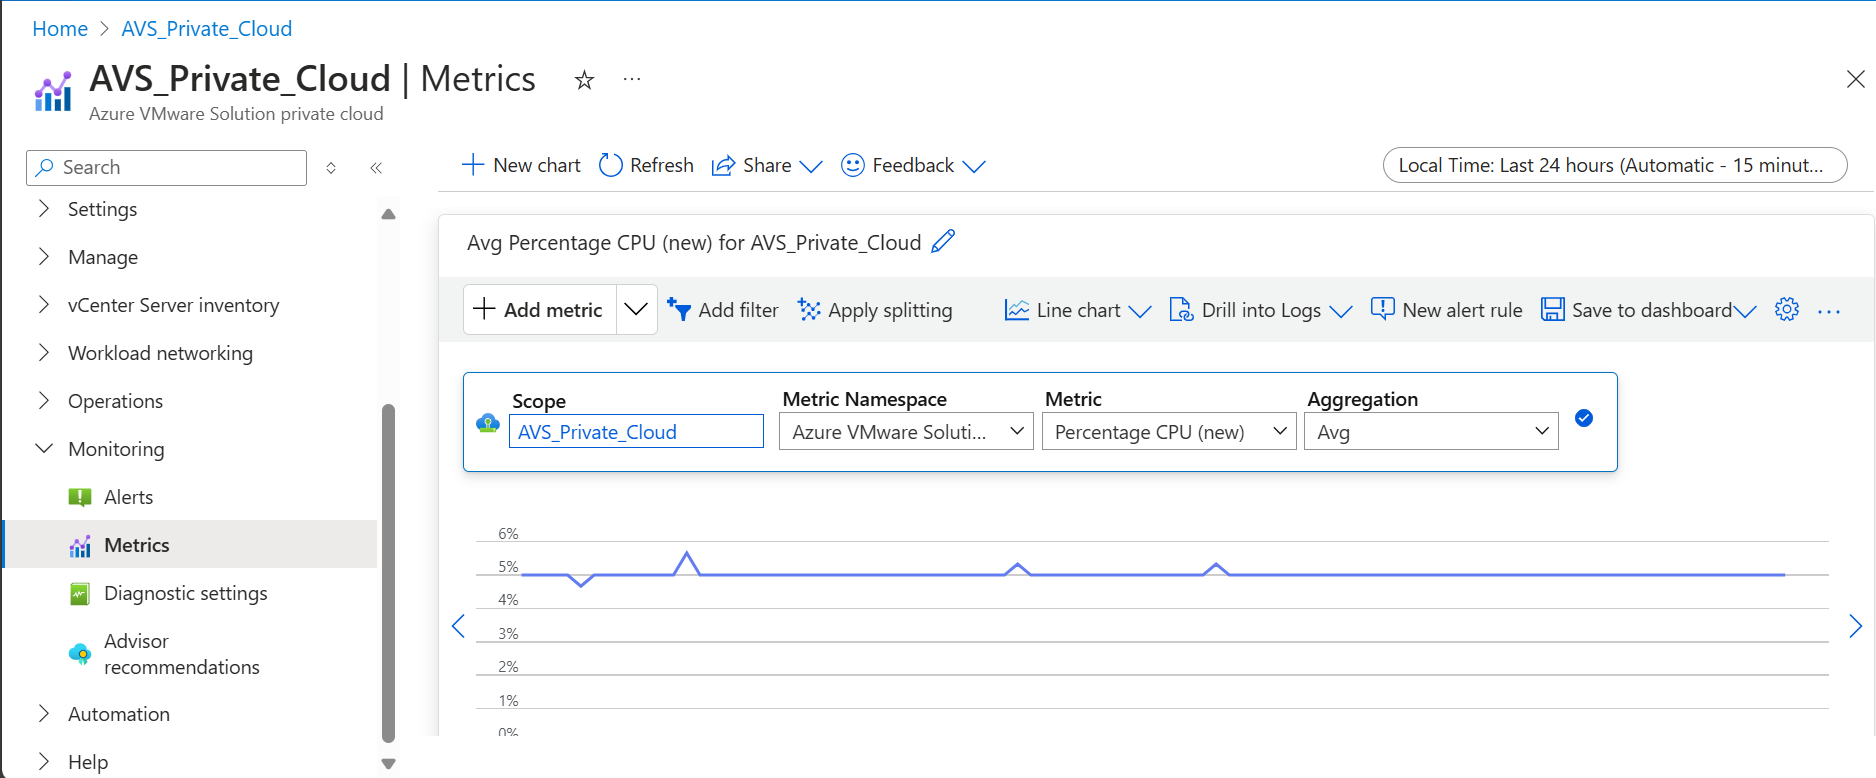 Home > AVS_Private_Cloud
AVS_Private_Cloud | Metrics
Azure VMware Solution private cloud
Search
Settings
Manage
vCenter Server inventory
Workload networking
Operations
Monitoring
Alerts
Metrics
Diagnostic settings
Advisor
recommendations
Automation
Help
New chart Refresh Share Feedback
Local Time: Last 24 hours (Automatic - 15 minut...
Avg Percentage CPU (new) for AVS_Private_Cloud
Add metric Add filter Apply splitting Line chart Drill into Logs New alert rule Save to dashboard
Scope Metric Namespace Metric Aggregation
AVS_Private_Cloud Azure VMware Soluti... Percentage CPU (new) Avg
6%
5%
4%
3%
2%
1%
0%